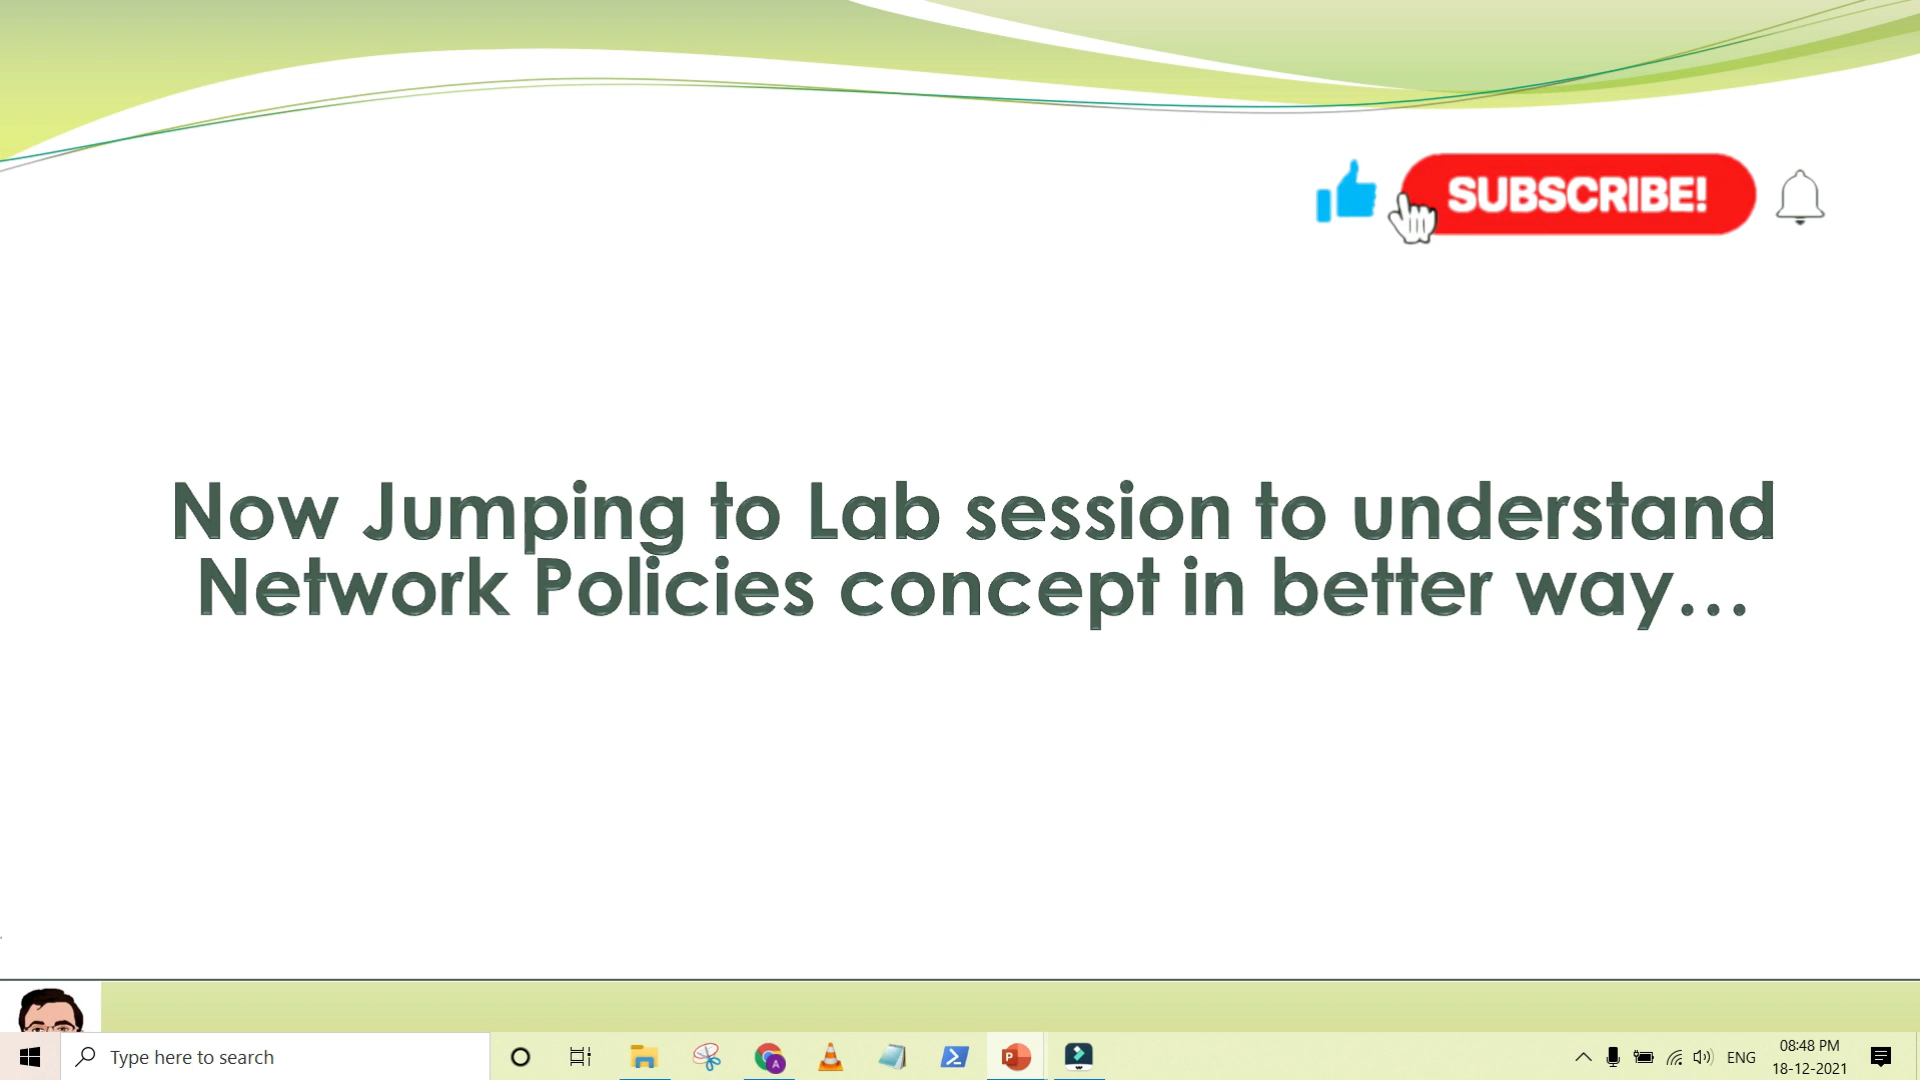 SUBSCRIBE!
Now Jumping to Lab session to understand
Network Policies concept in better way...
Type here to search
A
P
ENG
08:48 PM
18-12-2021